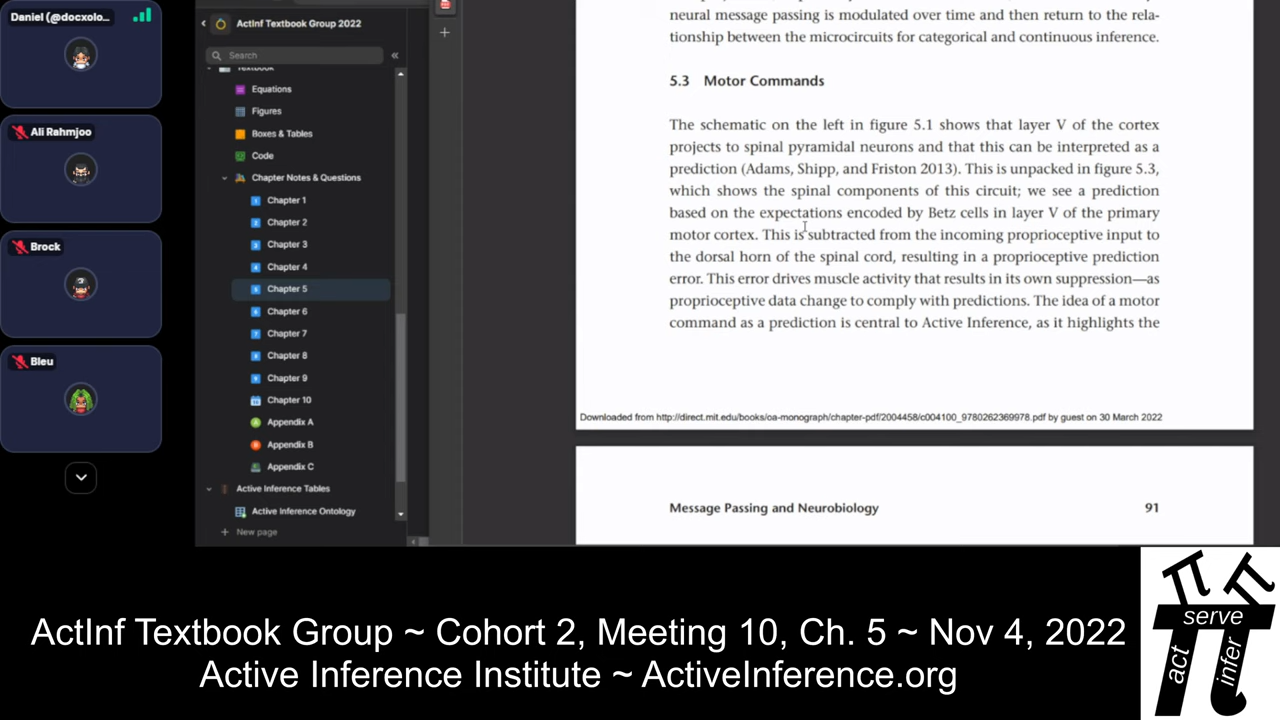 Daniel (@docxolo...
Ali Rahmjoo
Brock
Bleu
ActInf Textbook Group 2022
Search
Textbook
Equations
Figures
Boxes & Tables
Code
Chapter Notes & Questions
Chapter 1
Chapter 2
Chapter 3
Chapter 4
Chapter 5
Chapter 6
Chapter 7
Chapter 8
Chapter 9
Chapter 10
Appendix A
Appendix B
Appendix C
Active Inference Tables
Active Inference Ontology
New page
neural message passing is modulated over time and then return to the rela-
tionship between the microcircuits for categorical and continuous inference.
5.3 Motor Commands
The schematic on the left in figure 5.1 shows that layer V of the cortex
projects to spinal pyramidal neurons and that this can be interpreted as a
prediction (Adams, Shipp, and Friston 2013). This is unpacked in figure 5.3,
which shows the spinal components of this circuit; we see a prediction
based on the expectations encoded by Betz cells in layer V of the primary
motor cortex. This is subtracted from the incoming proprioceptive input to
the dorsal horn of the spinal cord, resulting in a proprioceptive prediction
error. This error drives muscle activity that results in its own suppression—as
proprioceptive data change to comply with predictions. The idea of a motor
command as a prediction is central to Active Inference, as it highlights the
Downloaded from http://direct.mit.edu/books/oa-monograph/chapter-pdf/2004458/c004100_9780262369978.pdf by guest on 30 March 2022
Message Passing and Neurobiology 91
ActInf Textbook Group ~ Cohort 2, Meeting 10, Ch. 5 ~ Nov 4, 2022
Active Inference Institute ~ ActiveInference.org
serve
act
infer